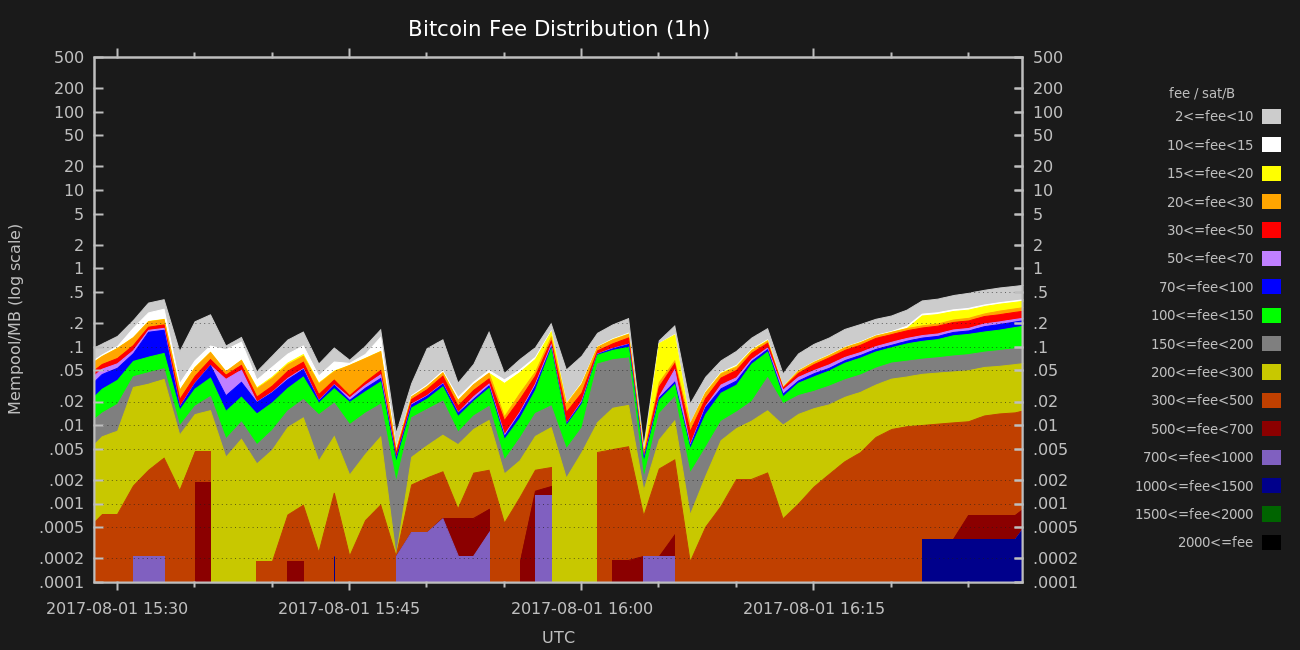 Bitcoin Fee Distribution (1h)
500
200
100
50
20
10
5
2
1
.5
.2
.1
.05
.02
.01
.005
.002
.001
.0005
.0002
.0001
Mempool/MB (log scale)
500
200
100
50
20
10
5
2
1
.5
.2
.1
.05
.02
.01
.005
.002
.001
.0005
.0002
.0001
2017-08-01 15:30
2017-08-01 15:45
2017-08-01 16:00
2017-08-01 16:15
UTC
fee / sat/B
2<=fee<10
10<=fee<15
15<=fee<20
20<=fee<30
30<=fee<50
50<=fee<70
70<=fee<100
100<=fee<150
150<=fee<200
200<=fee<300
300<=fee<500
500<=fee<700
700<=fee<1000
1000<=fee<1500
1500<=fee<2000
2000<=fee